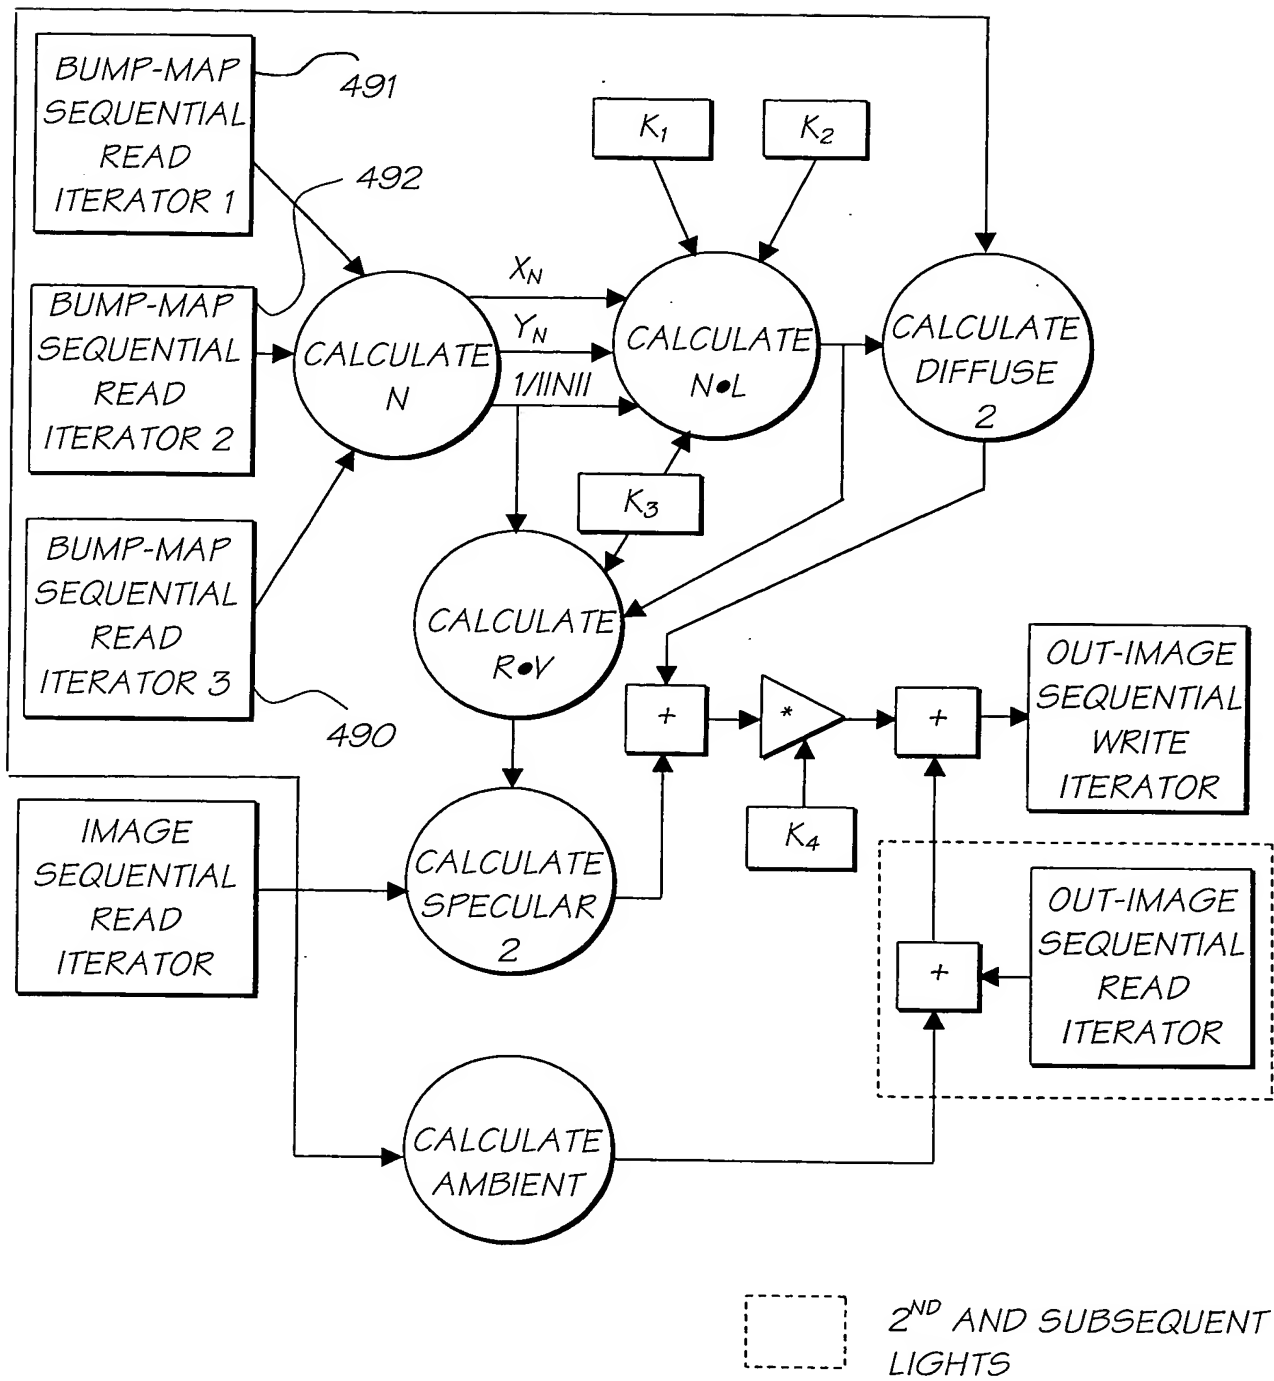 BUMP-MAP
SEQUENTIAL
READ
ITERATOR 1
491
K1
K2
492
BUMP-MAP
SEQUENTIAL
READ
ITERATOR 2
CALCULATE
N
XN
YN
1/IINII
CALCULATE
N•L
CALCULATE
DIFFUSE
2
K3
BUMP-MAP
SEQUENTIAL
READ
ITERATOR 3
490
CALCULATE
R•V
+
*
+
OUT-IMAGE
SEQUENTIAL
WRITE
ITERATOR
K4
IMAGE
SEQUENTIAL
READ
ITERATOR
CALCULATE
SPECULAR
2
+
OUT-IMAGE
SEQUENTIAL
READ
ITERATOR
CALCULATE
AMBIENT
2ND AND SUBSEQUENT
LIGHTS